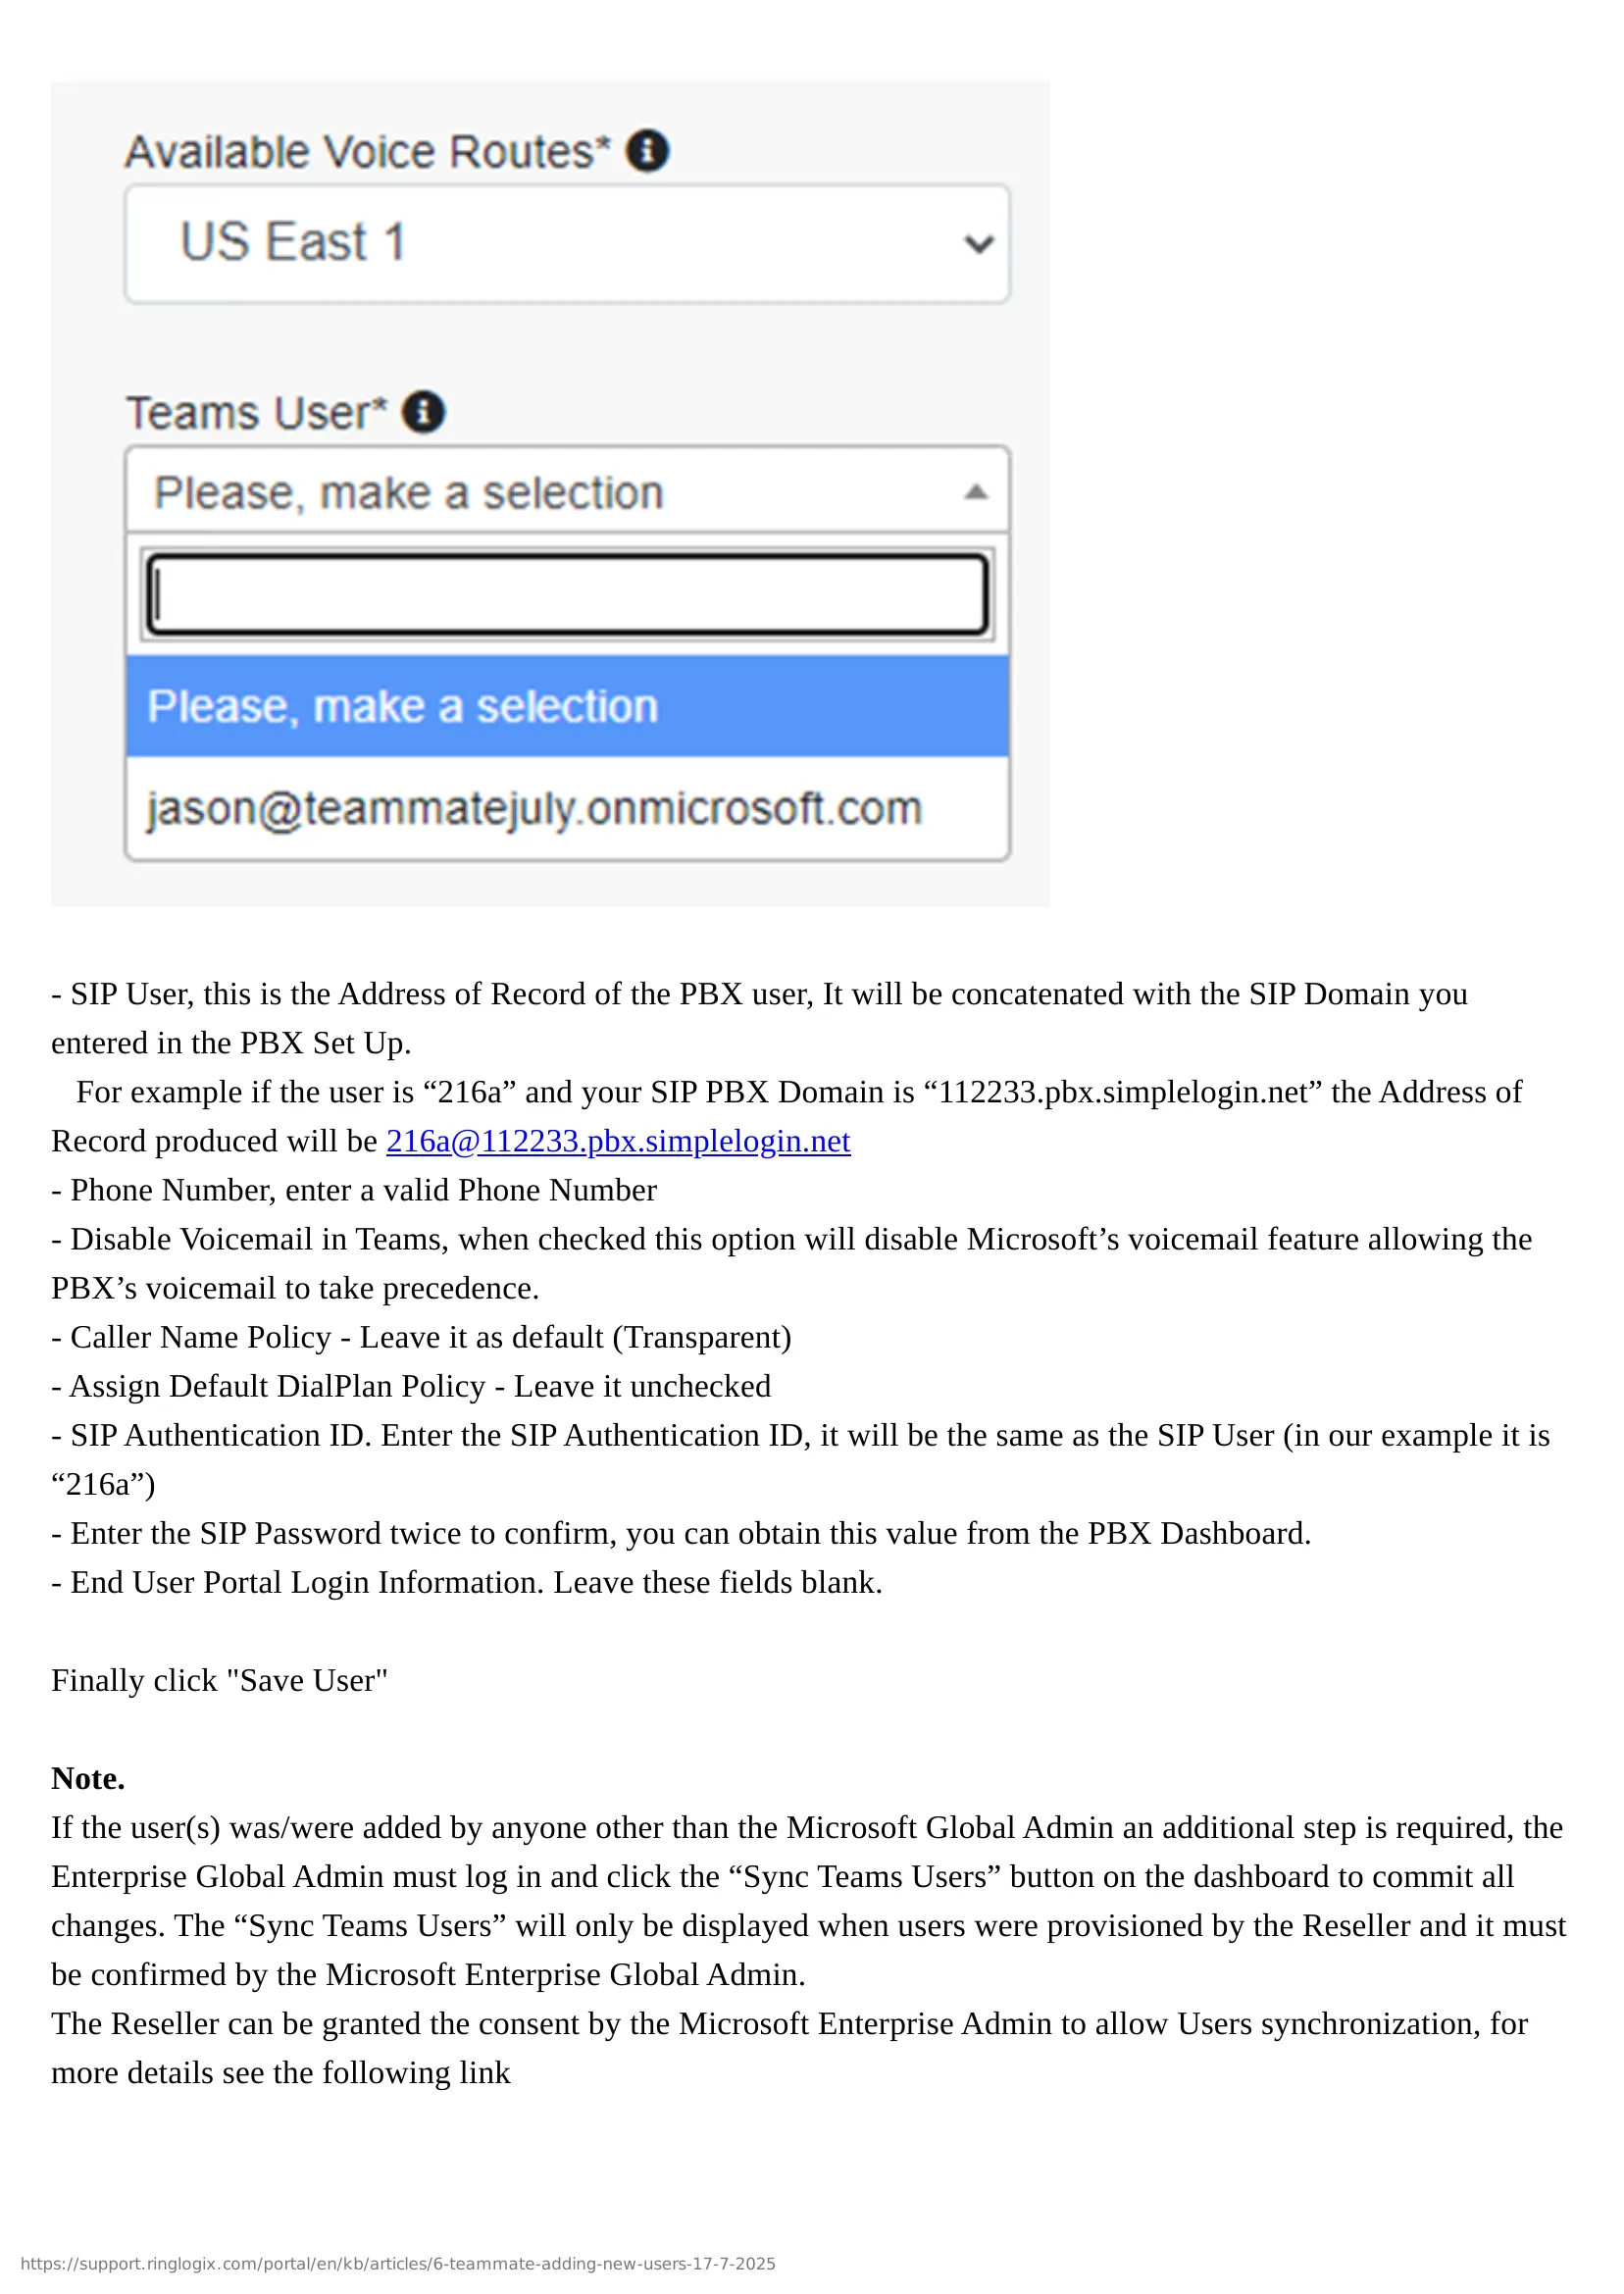 Available Voice Routes*
US East 1
Teams User*
Please, make a selection
Please, make a selection
jason@teammatejuly.onmicrosoft.com
- SIP User, this is the Address of Record of the PBX user, It will be concatenated with the SIP Domain you
entered in the PBX Set Up.
For example if the user is “216a” and your SIP PBX Domain is “112233.pbx.simplelogin.net” the Address of
Record produced will be 216a@112233.pbx.simplelogin.net
- Phone Number, enter a valid Phone Number
- Disable Voicemail in Teams, when checked this option will disable Microsoft’s voicemail feature allowing the
PBX’s voicemail to take precedence.
- Caller Name Policy - Leave it as default (Transparent)
- Assign Default DialPlan Policy - Leave it unchecked
- SIP Authentication ID. Enter the SIP Authentication ID, it will be the same as the SIP User (in our example it is
“216a”)
- Enter the SIP Password twice to confirm, you can obtain this value from the PBX Dashboard.
- End User Portal Login Information. Leave these fields blank.
Finally click "Save User"
Note.
If the user(s) was/were added by anyone other than the Microsoft Global Admin an additional step is required, the
Enterprise Global Admin must log in and click the “Sync Teams Users” button on the dashboard to commit all
changes. The “Sync Teams Users” will only be displayed when users were provisioned by the Reseller and it must
be confirmed by the Microsoft Enterprise Global Admin.
The Reseller can be granted the consent by the Microsoft Enterprise Admin to allow Users synchronization, for
more details see the following link
https://support.ringlogix.com/portal/en/kb/articles/6-teammate-adding-new-users-17-7-2025